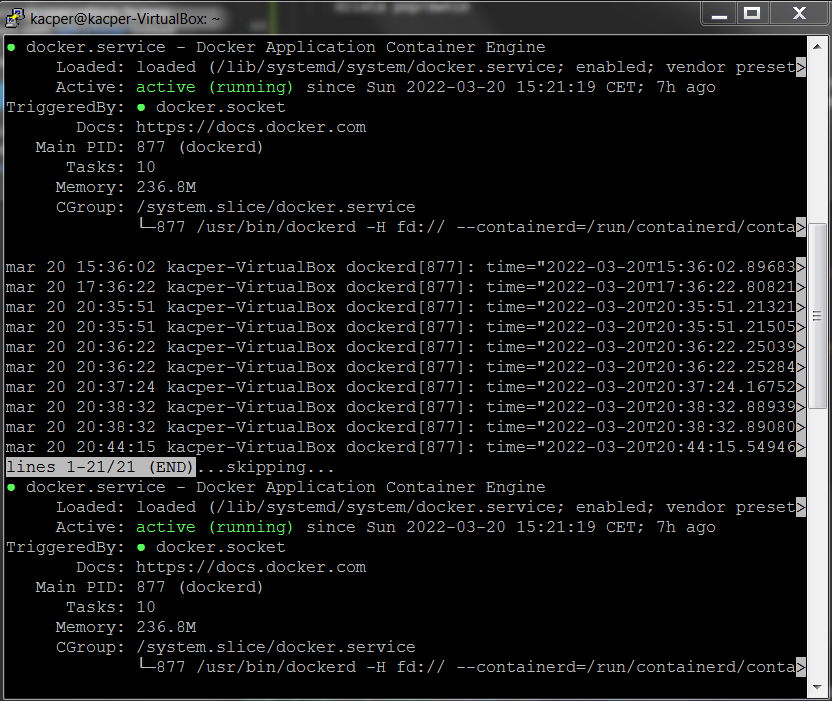 kacper@kacper-VirtualBox: ~
● docker.service - Docker Application Container Engine
Loaded: loaded (/lib/systemd/system/docker.service; enabled; vendor preset>
Active: active (running) since Sun 2022-03-20 15:21:19 CET; 7h ago
TriggeredBy: ● docker.socket
Docs: https://docs.docker.com
Main PID: 877 (dockerd)
Tasks: 10
Memory: 236.8M
CGroup: /system.slice/docker.service
└─877 /usr/bin/dockerd -H fd:// --containerd=/run/containerd/conta>
mar 20 15:36:02 kacper-VirtualBox dockerd[877]: time="2022-03-20T15:36:02.89683>
mar 20 17:36:22 kacper-VirtualBox dockerd[877]: time="2022-03-20T17:36:22.80821>
mar 20 20:35:51 kacper-VirtualBox dockerd[877]: time="2022-03-20T20:35:51.21321>
mar 20 20:35:51 kacper-VirtualBox dockerd[877]: time="2022-03-20T20:35:51.21505>
mar 20 20:36:22 kacper-VirtualBox dockerd[877]: time="2022-03-20T20:36:22.25039>
mar 20 20:36:22 kacper-VirtualBox dockerd[877]: time="2022-03-20T20:36:22.25284>
mar 20 20:37:24 kacper-VirtualBox dockerd[877]: time="2022-03-20T20:37:24.16752>
mar 20 20:38:32 kacper-VirtualBox dockerd[877]: time="2022-03-20T20:38:32.88939>
mar 20 20:38:32 kacper-VirtualBox dockerd[877]: time="2022-03-20T20:38:32.89080>
mar 20 20:44:15 kacper-VirtualBox dockerd[877]: time="2022-03-20T20:44:15.54946>
lines 1-21/21 (END)...skipping...
● docker.service - Docker Application Container Engine
Loaded: loaded (/lib/systemd/system/docker.service; enabled; vendor preset>
Active: active (running) since Sun 2022-03-20 15:21:19 CET; 7h ago
TriggeredBy: ● docker.socket
Docs: https://docs.docker.com
Main PID: 877 (dockerd)
Tasks: 10
Memory: 236.8M
CGroup: /system.slice/docker.service
└─877 /usr/bin/dockerd -H fd:// --containerd=/run/containerd/conta>